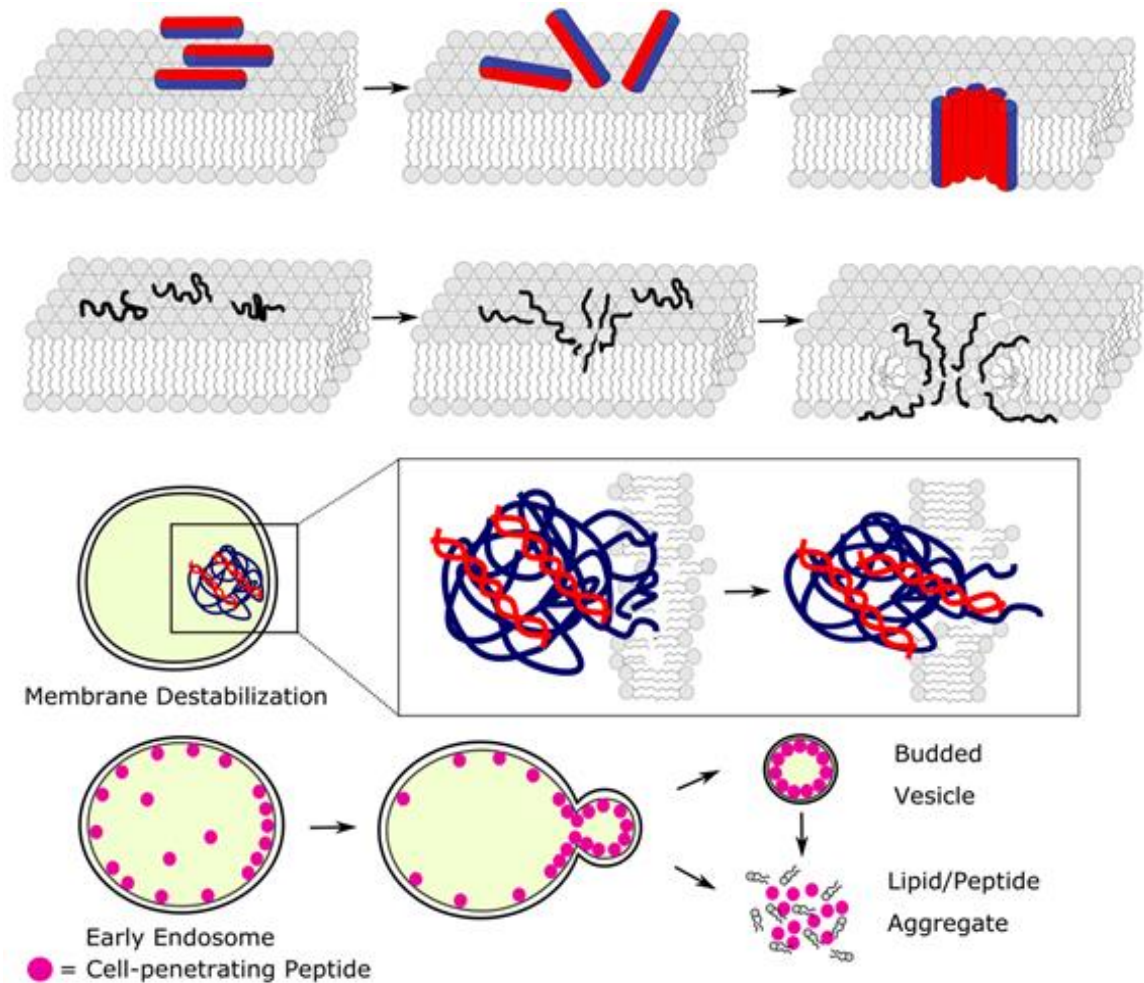 Membrane Destabilization
Budded
Vesicle
Lipid/Peptide
Aggregate
Early Endosome
= Cell-penetrating Peptide